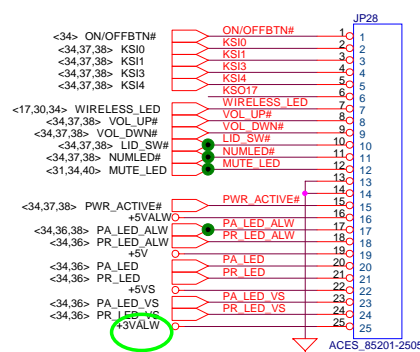 JP28
<34> ON/OFFBTN# ON/OFFBTN# 1 1
<34,37,38> KSI0 KSI0 2 2
<34,37,38> KSI1 KSI1 3 3
<34,37,38> KSI3 KSI3 4 4
<34,37,38> KSI4 KSI4 5 5
KSO17 6 6
<17,30,34> WIRELESS_LED WIRELESS_LED 7 7
<34,37,38> VOL_UP# VOL_UP# 8 8
<34,37,38> VOL_DWN# VOL_DWN# 9 9
<34,37,38> LID_SW# LID_SW# 10 10
<34,37,38> NUMLED# NUMLED# 11 11
<31,34,40> MUTE_LED MUTE_LED 12 12
13 13
14 14
<34,37,38> PWR_ACTIVE# PWR_ACTIVE# 15 15
+5VALW 16 16
<34,36,38> PA_LED_ALW PA_LED_ALW 17 17
<34,36> PR_LED_ALW PR_LED_ALW 18 18
+5V 19 19
<34,36> PA_LED PA_LED 20 20
<34,36> PR_LED PR_LED 21 21
+5VS 22 22
<34,36> PA_LED_VS PA_LED_VS 23 23
<34,36> PR_LED_VS PR_LED_VS 24 24
+3VALW 25 25
ACES_85201-2505